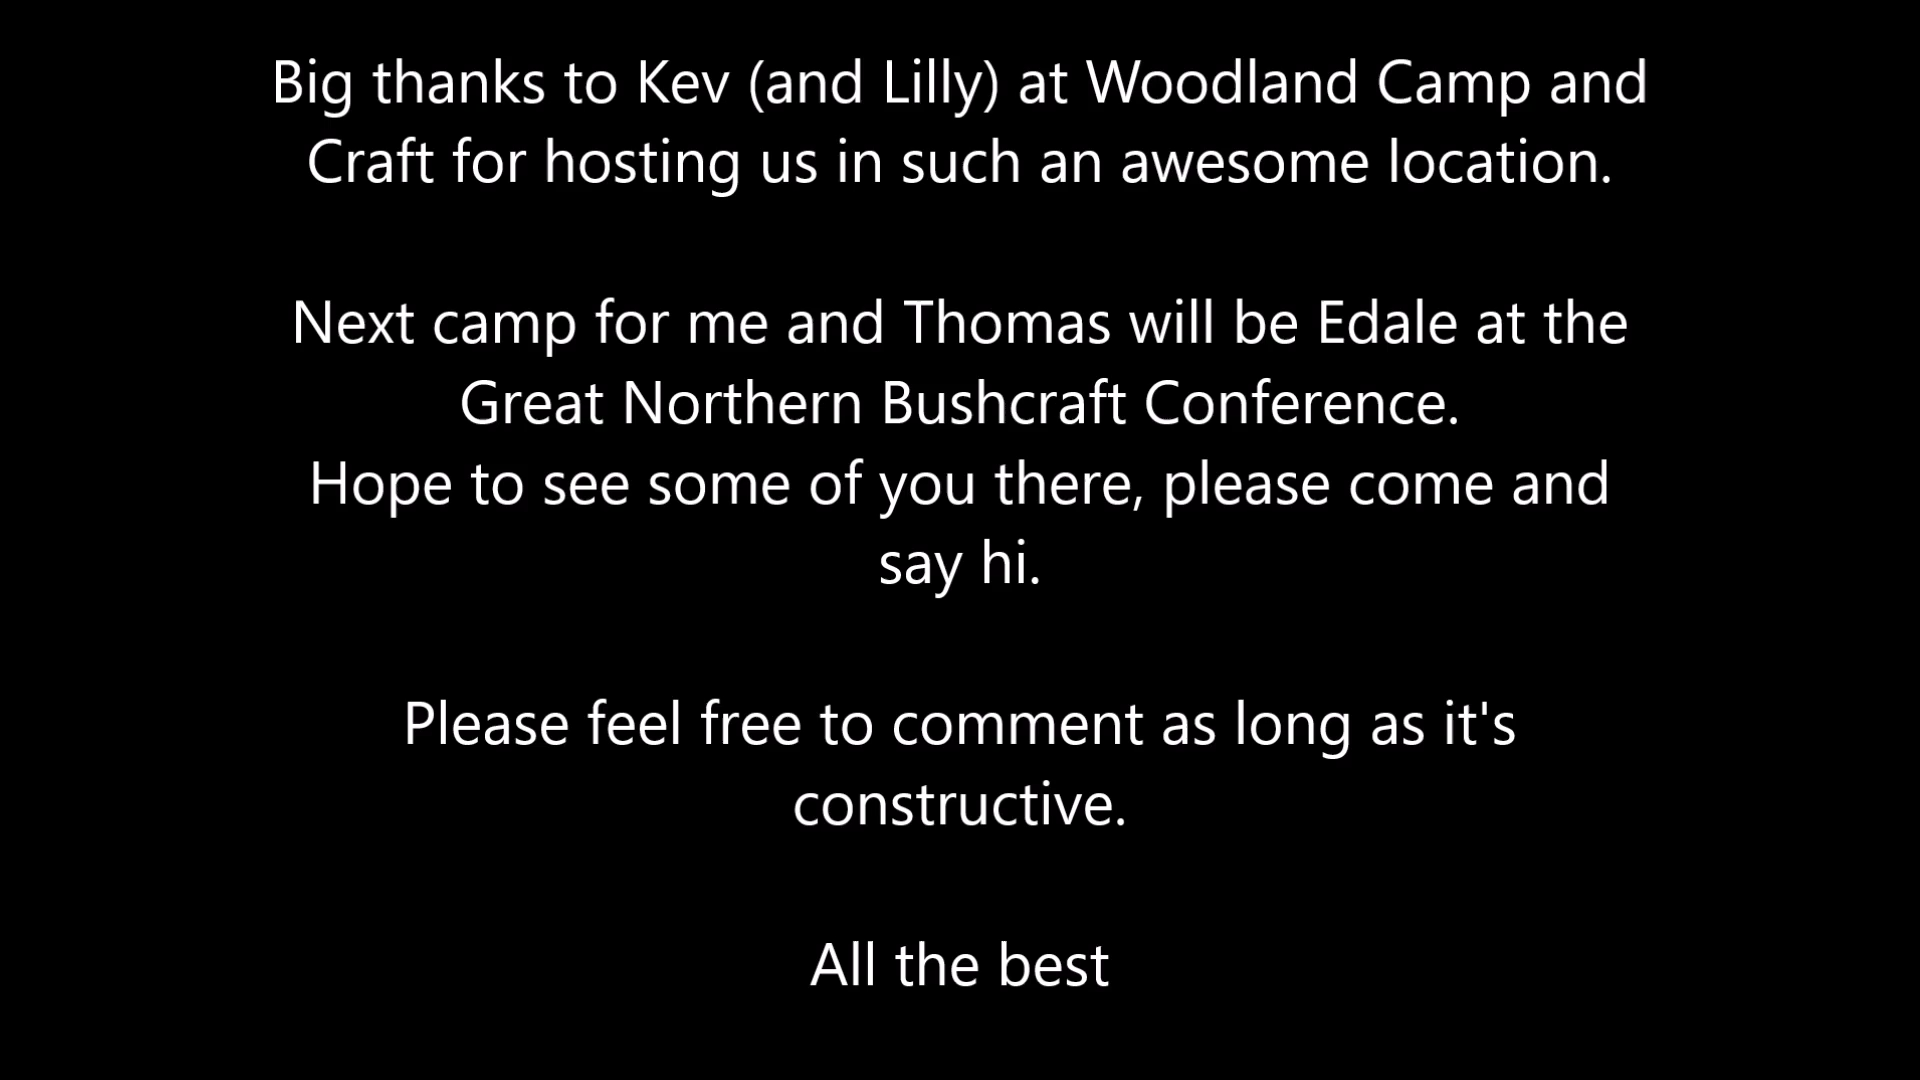 Big thanks to Kev (and Lilly) at Woodland Camp and
Craft for hosting us in such an awesome location.
Next camp for me and Thomas will be Edale at the
Great Northern Bushcraft Conference.
Hope to see some of you there, please come and
say hi.
Please feel free to comment as long as it's
constructive.
All the best